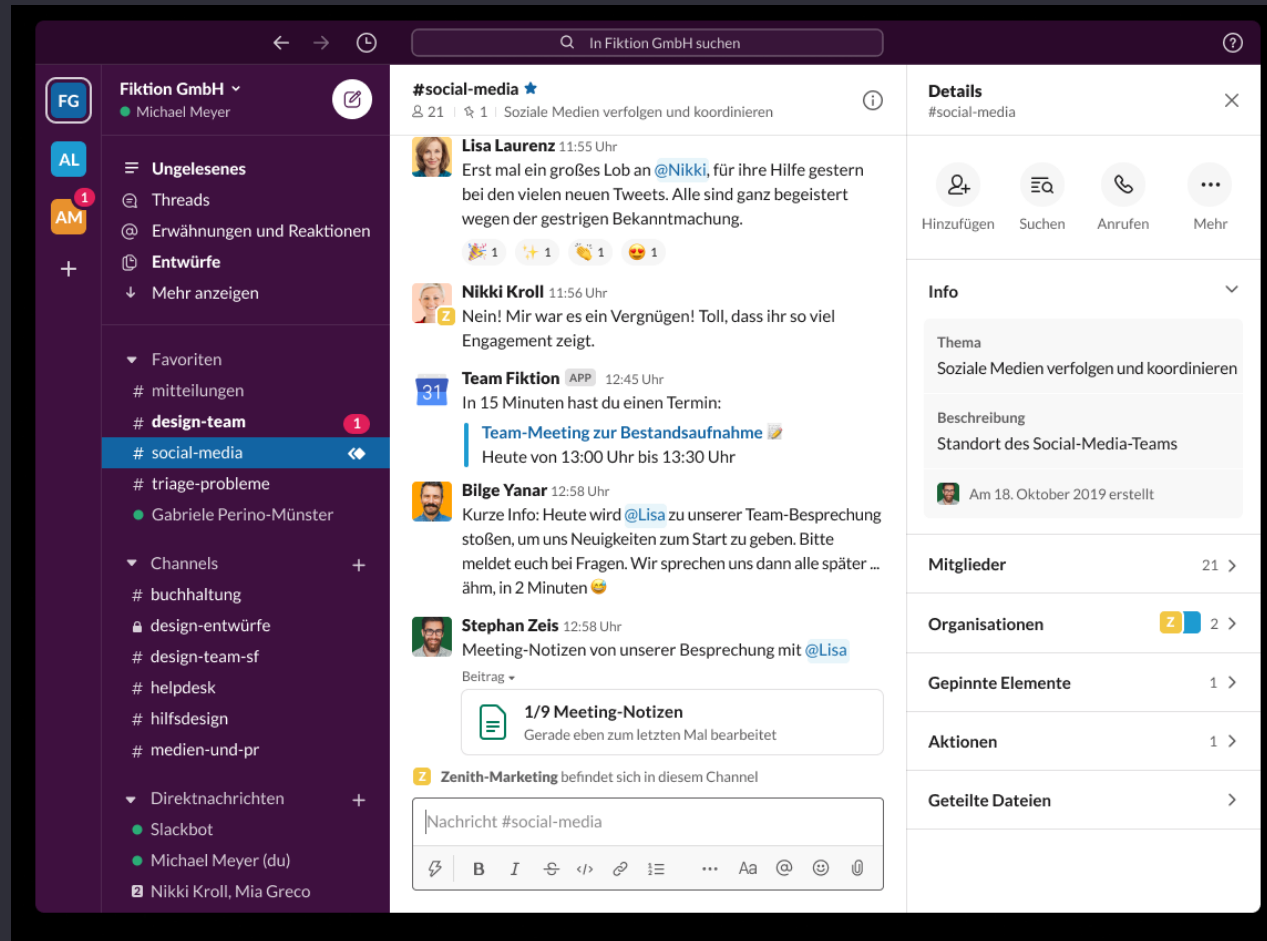 In Fiktion GmbH suchen
FG
AL
AM
1
Fiktion GmbH
Michael Meyer
Ungelesenes
Threads
Erwähnungen und Reaktionen
Entwürfe
Mehr anzeigen
Favoriten
# mitteilungen
# design-team 1
# social-media
# triage-probleme
Gabriele Perino-Münster
Channels
# buchhaltung
design-entwürfe
# design-team-sf
# helpdesk
# hilfsdesign
# medien-und-pr
Direktnachrichten
Slackbot
Michael Meyer (du)
2 Nikki Kroll, Mia Greco
#social-media
21 | 1 | Soziale Medien verfolgen und koordinieren
Lisa Laurenz 11:55 Uhr
Erst mal ein großes Lob an @Nikki, für ihre Hilfe gestern
bei den vielen neuen Tweets. Alle sind ganz begeistert
wegen der gestrigen Bekanntmachung.
1 1 1 1
Nikki Kroll 11:56 Uhr
Z
Nein! Mir war es ein Vergnügen! Toll, dass ihr so viel
Engagement zeigt.
31
Team Fiktion APP 12:45 Uhr
In 15 Minuten hast du einen Termin:
Team-Meeting zur Bestandsaufnahme
Heute von 13:00 Uhr bis 13:30 Uhr
Bilge Yanar 12:58 Uhr
Kurze Info: Heute wird @Lisa zu unserer Team-Besprechung
stoßen, um uns Neuigkeiten zum Start zu geben. Bitte
meldet euch bei Fragen. Wir sprechen uns dann alle später ...
ähm, in 2 Minuten
Stephan Zeis 12:58 Uhr
Meeting-Notizen von unserer Besprechung mit @Lisa
Beitrag
1/9 Meeting-Notizen
Gerade eben zum letzten Mal bearbeitet
Z Zenith-Marketing befindet sich in diesem Channel
Nachricht #social-media
B I S </> Aa @
Details
#social-media
Hinzufügen Suchen Anrufen Mehr
Info
Thema
Soziale Medien verfolgen und koordinieren
Beschreibung
Standort des Social-Media-Teams
Am 18. Oktober 2019 erstellt
Mitglieder 21
Organisationen Z 2
Gepinnte Elemente 1
Aktionen 1
Geteilte Dateien